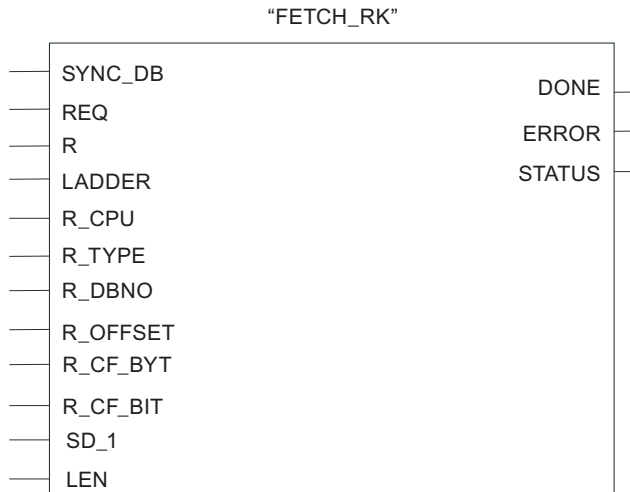 “FETCH_RK”
SYNC_DB
REQ
R
LADDER
R_CPU
R_TYPE
R_DBNO
R_OFFSET
R_CF_BYT
R_CF_BIT
SD_1
LEN
DONE
ERROR
STATUS